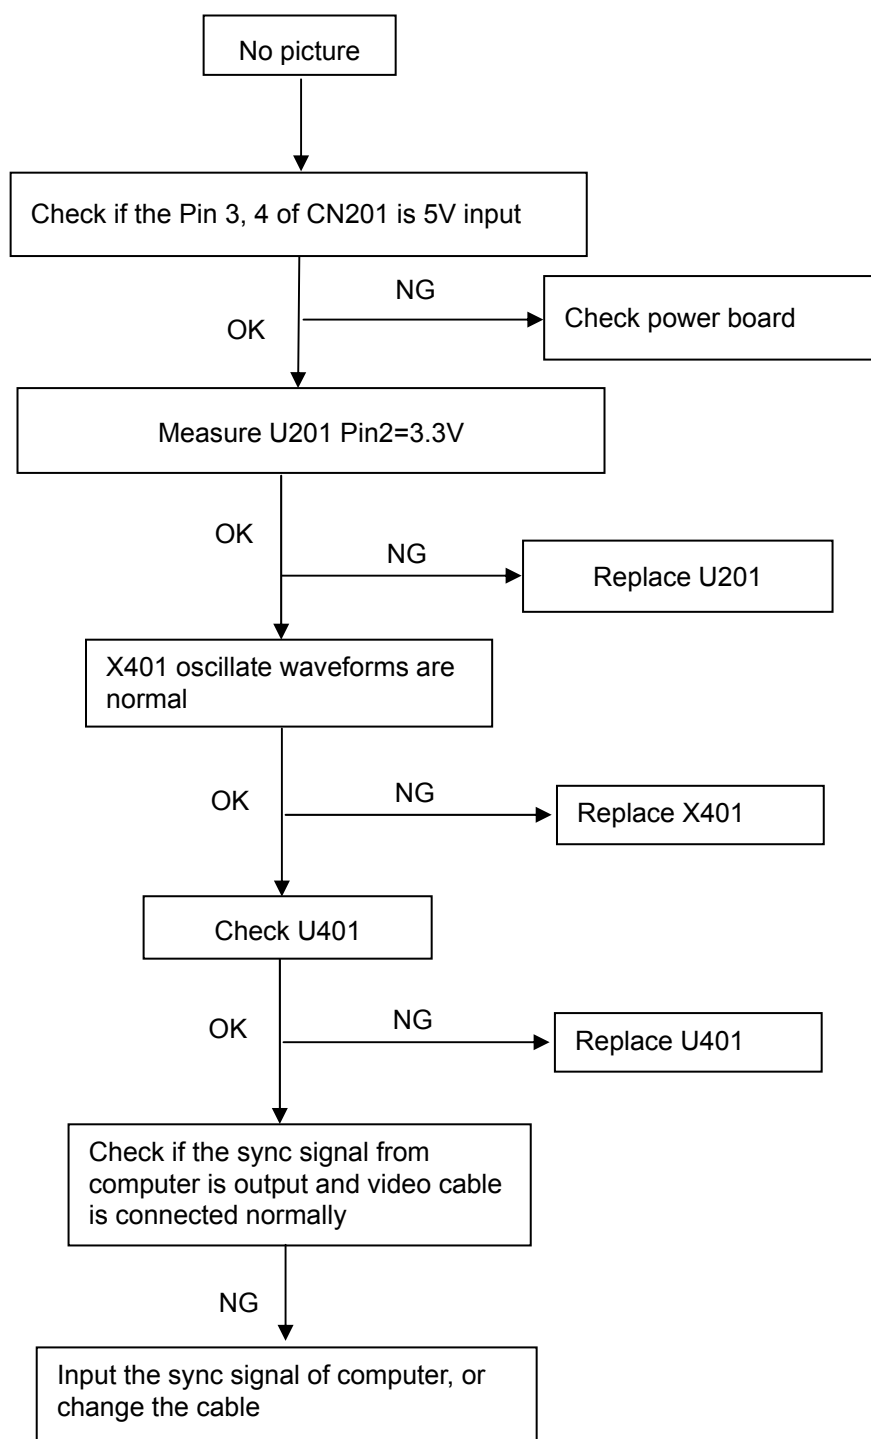 No picture
Check if the Pin 3, 4 of CN201 is 5V input
NG
Check power board
OK
Measure U201 Pin2=3.3V
OK
NG
Replace U201
X401 oscillate waveforms are
normal
NG
OK
Replace X401
Check U401
NG
OK
Replace U401
Check if the sync signal from
computer is output and video cable
is connected normally
NG
Input the sync signal of computer, or
change the cable